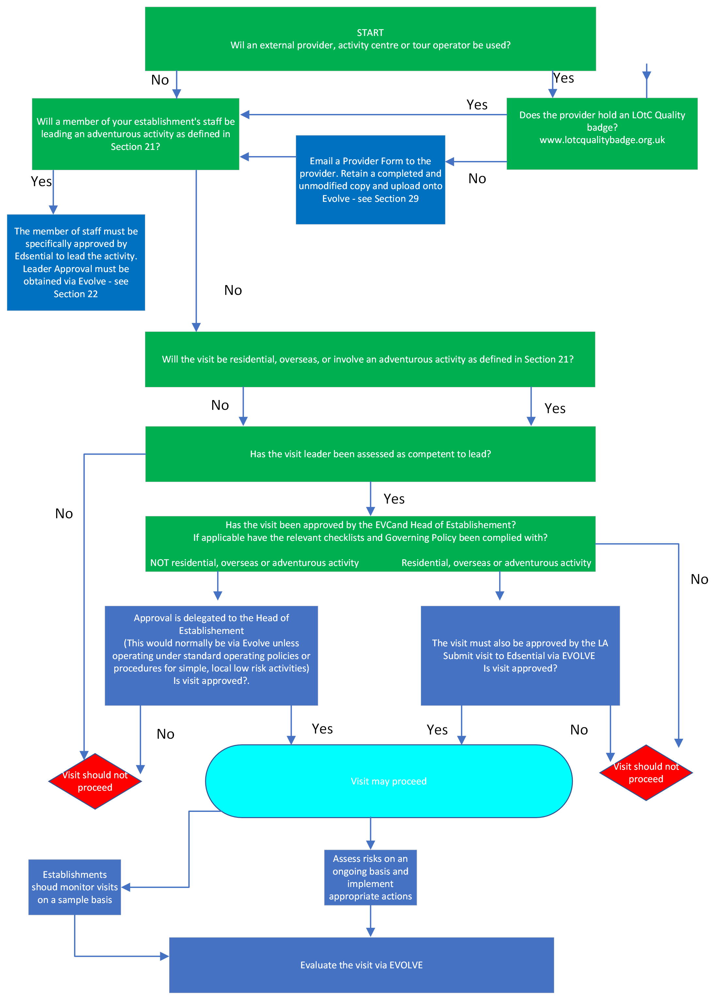 START
Wil an external provider, activity centre or tour operator be used?
No
Yes
Will a member of your establishment's staff be
leading an adventurous activity as defined in
Section 21?
Yes
Does the provider hold an LOtC Quality
badge?
www.lotcqualitybadge.org.uk
Email a Provider Form to the
provider. Retain a completed and
unmodified copy and upload onto
Evolve - see Section 29
No
Yes
The member of staff must be
specifically approved by
Edsential to lead the activity.
Leader Approval must be
obtained via Evolve - see
Section 22
No
Will the visit be residential, overseas, or involve an adventurous activity as defined in Section 21?
No
Yes
Has the visit leader been assessed as competent to lead?
No
Yes
Has the visit been approved by the EVCand Head of Establishement?
If applicable have the relevant checklists and Governing Policy been complied with?
NOT residential, overseas or adventurous activity
Residential, overseas or adventurous activity
No
Approval is delegated to the Head of
Establishement
(This would normally be via Evolve unless
operating under standard operating policies or
procedures for simple, local low risk activities)
Is visit approved?.
The visit must also be approved by the LA
Submit visit to Edsential via EVOLVE
Is visit approved?
No
Yes
Yes
No
Visit should not
proceed
Visit may proceed
Visit should not
proceed
Establishments
shoud monitor visits
on a sample basis
Assess risks on an
ongoing basis and
implement
appropriate actions
Evaluate the visit via EVOLVE